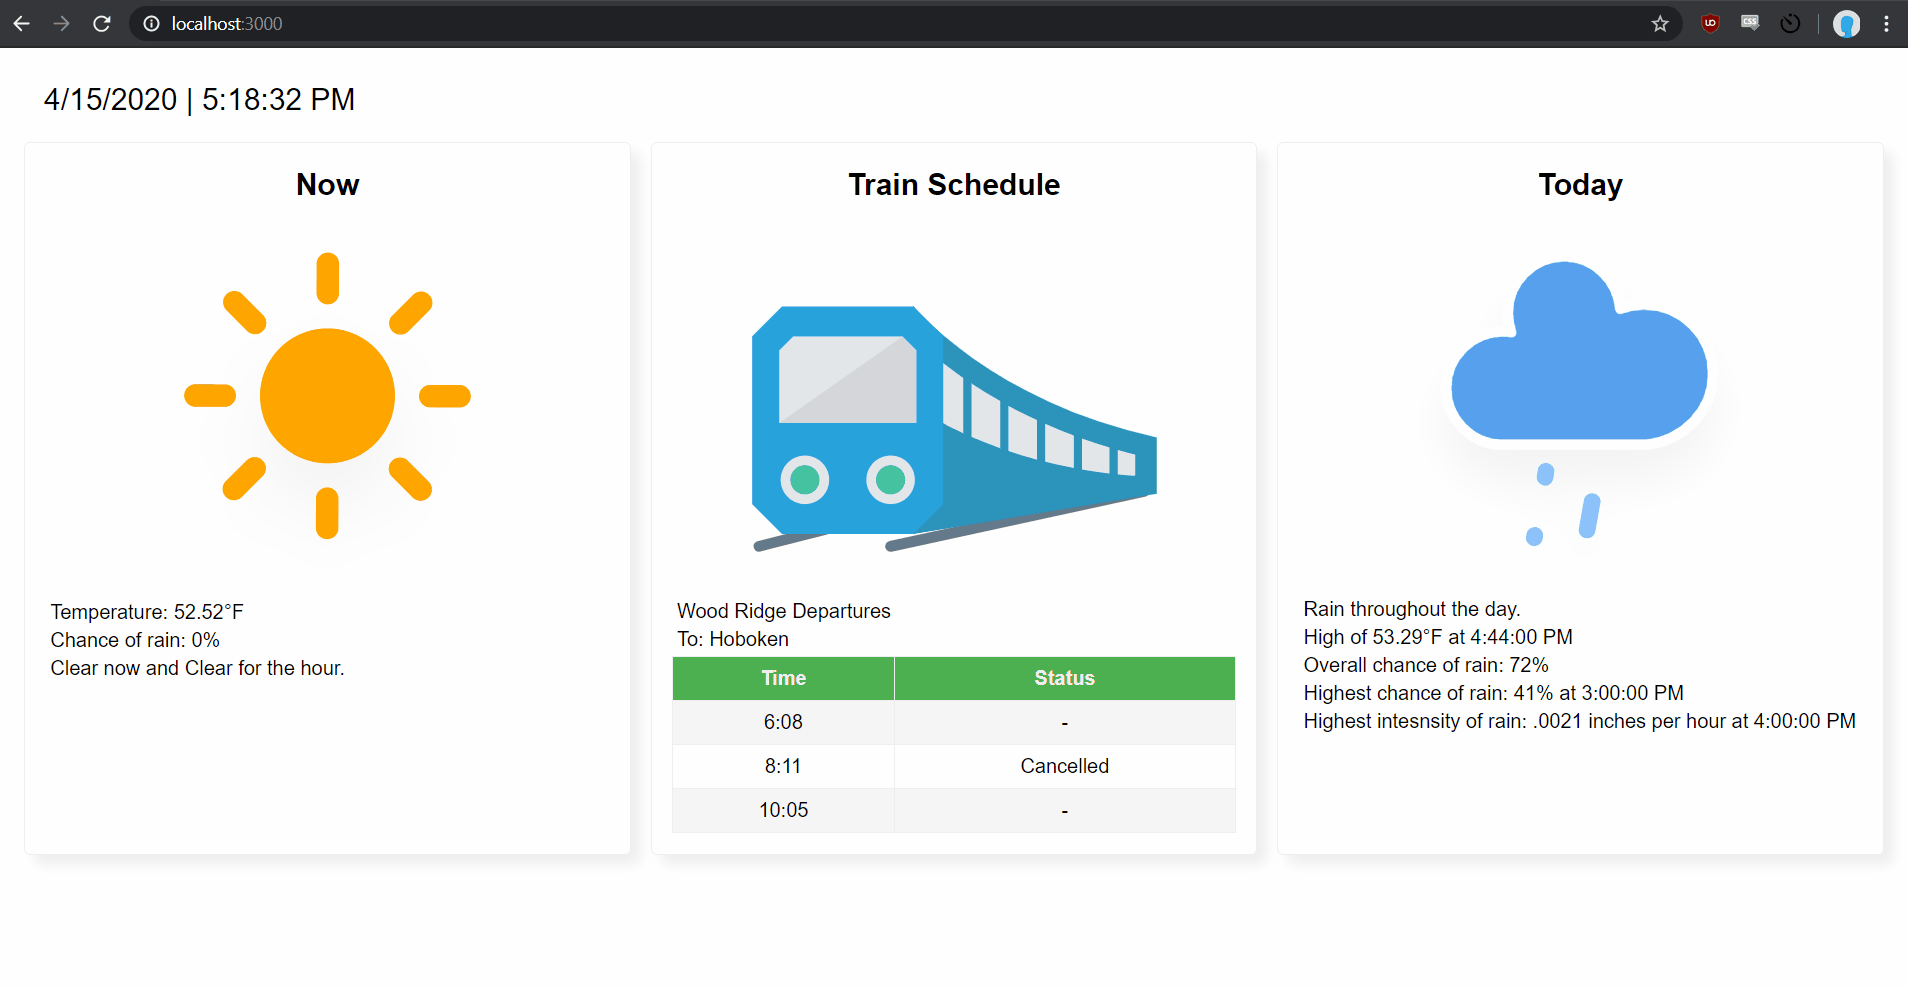 localhost:3000
4/15/2020 | 5:18:32 PM
Now
Temperature: 52.52°F
Chance of rain: 0%
Clear now and Clear for the hour.
Train Schedule
Wood Ridge Departures
To: Hoboken
Time Status
6:08 -
8:11 Cancelled
10:05 -
Today
Rain throughout the day.
High of 53.29°F at 4:44:00 PM
Overall chance of rain: 72%
Highest chance of rain: 41% at 3:00:00 PM
Highest intesnsity of rain: .0021 inches per hour at 4:00:00 PM